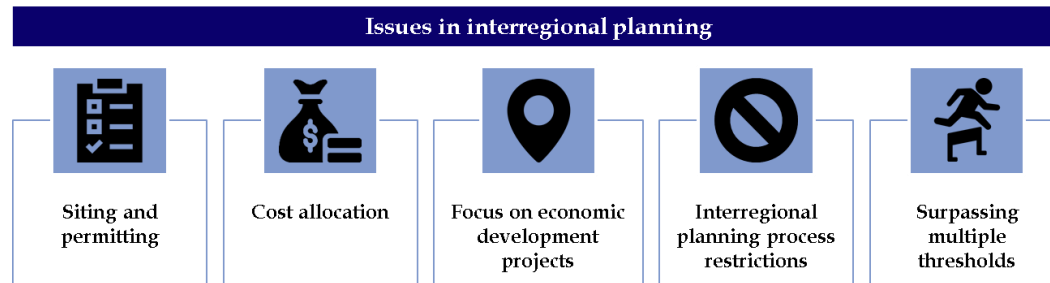 Issues in interregional planning
$
Siting and
permitting
Cost allocation
Focus on economic
development
projects
Interregional
planning process
restrictions
Surpassing
multiple
thresholds